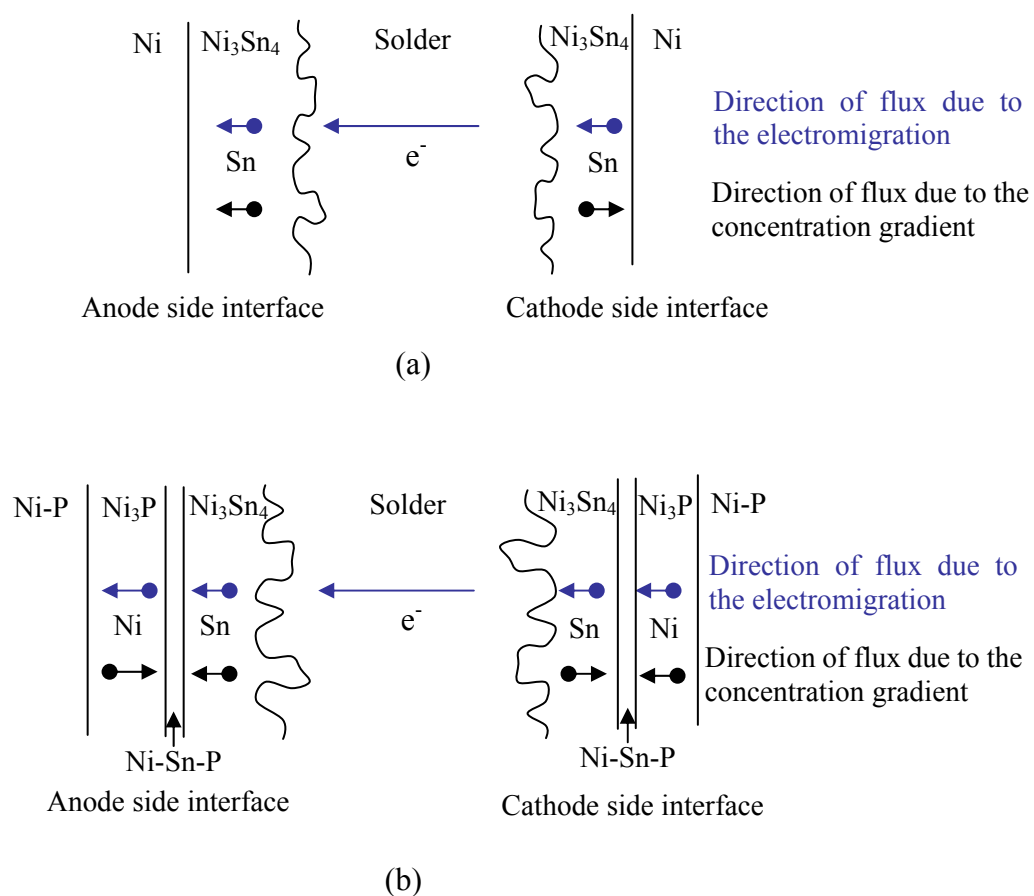 Ni Ni₃Sn₄ Solder Ni₃Sn₄ Ni
Direction of flux due to
the electromigration
Sn e⁻ Sn
Direction of flux due to the
concentration gradient
Anode side interface Cathode side interface
(a)
Ni-P Ni₃P Ni₃Sn₄ Solder Ni₃Sn₄ Ni₃P Ni-P
Direction of flux due to
the electromigration
Ni Sn e⁻ Sn Ni
Direction of flux due to the
concentration gradient
Ni-Sn-P Ni-Sn-P
Anode side interface Cathode side interface
(b)